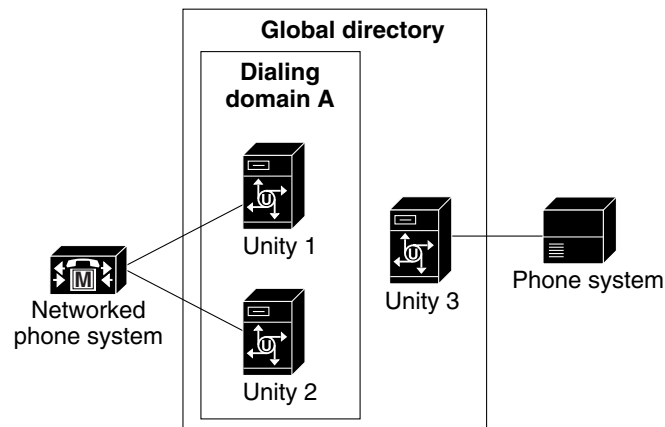 Global directory
Dialing
domain A
U
Unity 1
U
Unity 2
U
Unity 3
M
Networked
phone system
Phone system